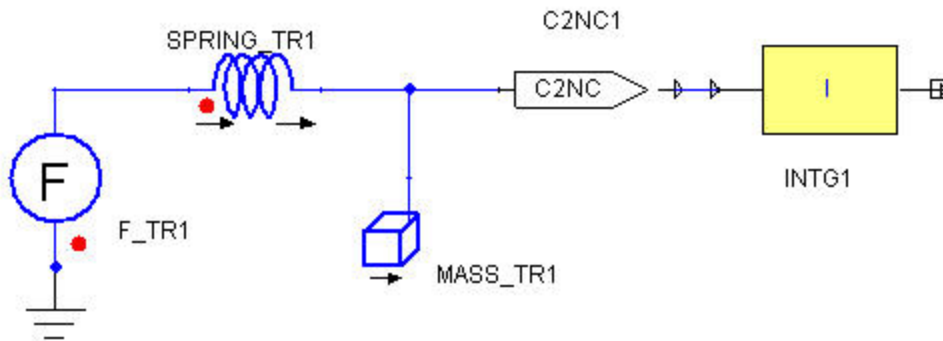 C2NC1
SPRING_TR1
C2NC
I
INTG1
F
F_TR1
MASS_TR1